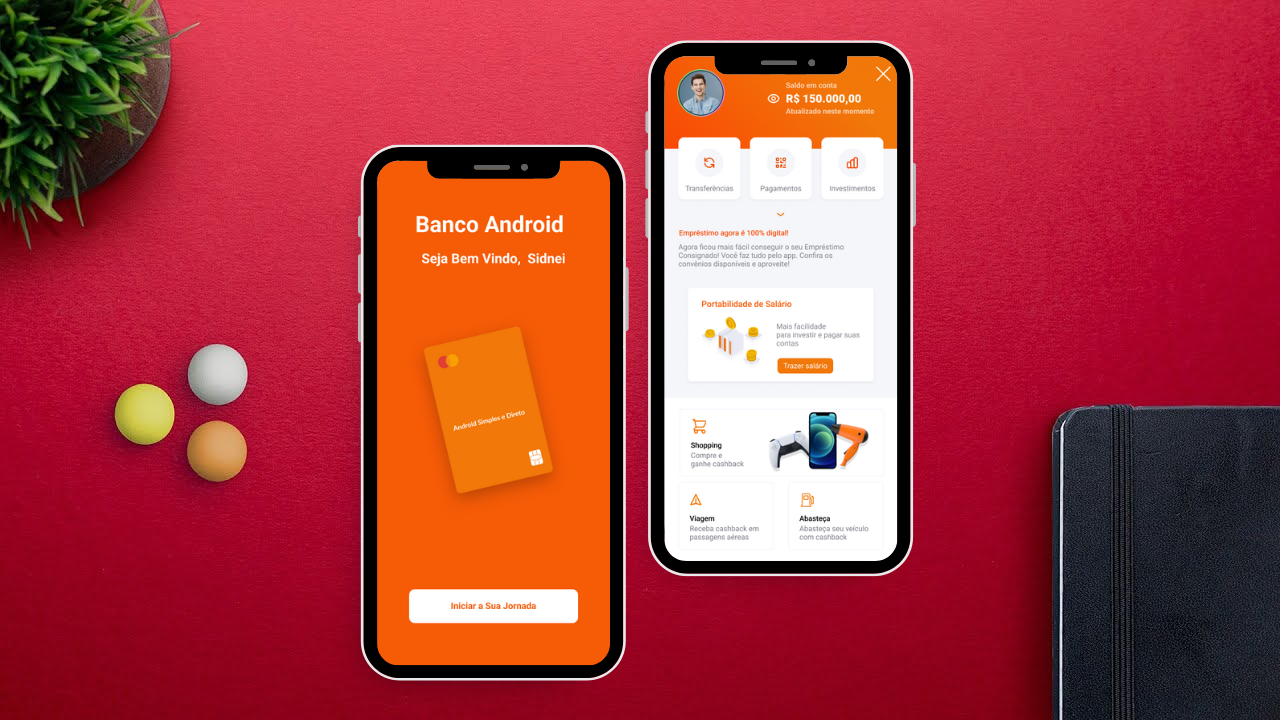 Banco Android
Seja Bem Vindo, Sidnei
Android Simples e Direto
Iniciar a Sua Jornada
Saldo em conta
R$ 150.000,00
Atualizado neste momento
Transferências
Pagamentos
Investimentos
Empréstimo agora é 100% digital!
Agora ficou mais fácil conseguir o seu Empréstimo
Consignado! Você faz tudo pelo app. Confira os
convênios disponíveis e aproveite!
Portabilidade de Salário
Mais facilidade
para investir e pagar suas
contas
Trazer salário
Shopping
Compre e
ganhe cashback
Viagem
Receba cashback em
passagens aéreas
Abasteça
Abasteça seu veículo
com cashback